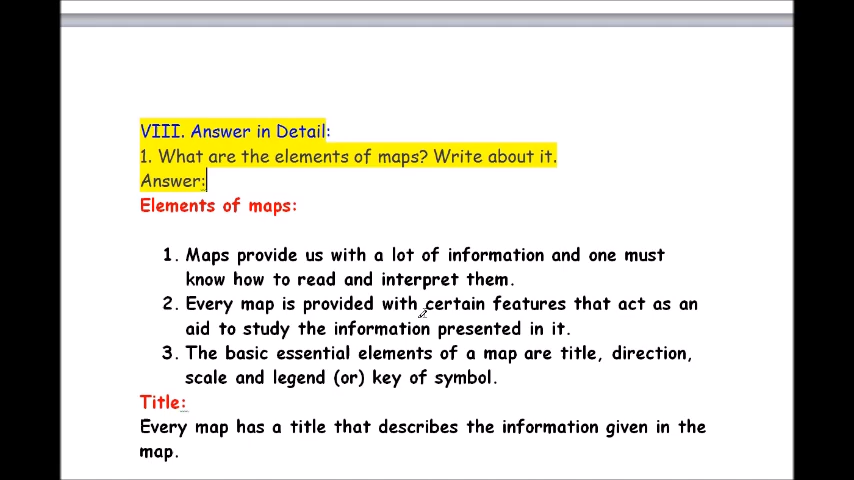 VIII. Answer in Detail:
1. What are the elements of maps? Write about it.
Answer:
Elements of maps:
1. Maps provide us with a lot of information and one must
know how to read and interpret them.
2. Every map is provided with certain features that act as an
aid to study the information presented in it.
3. The basic essential elements of a map are title, direction,
scale and legend (or) key of symbol.
Title:
Every map has a title that describes the information given in the
map.